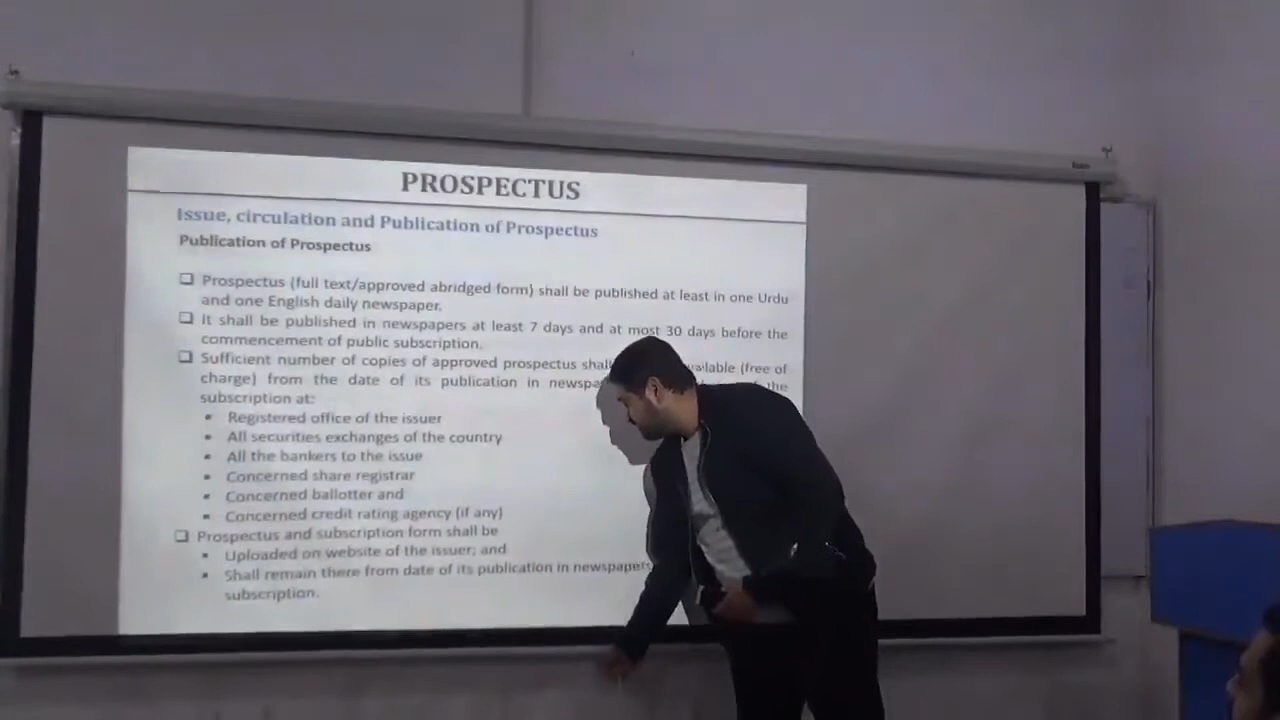 PROSPECTUS
Issue, circulation and Publication of Prospectus
Publication of Prospectus
❑ Prospectus (full text/approved abridged form) shall be published at least in one Urdu
and one English daily newspaper.
❑ It shall be published in newspapers at least 7 days and at most 30 days before the
commencement of public subscription.
❑ Sufficient number of copies of approved prospectus shall (free of
charge) from the date of its publication in the
subscription at:
▪ Registered office of the issuer
▪ All securities exchanges of the country
▪ All the bankers to the issue
▪ Concerned share registrar
▪ Concerned ballotter and
▪ Concerned credit rating agency (if any)
❑ Prospectus and subscription form shall be
▪ Uploaded on website of the issuer; and
▪ Shall remain there from date of its publication in newspapers
subscription.